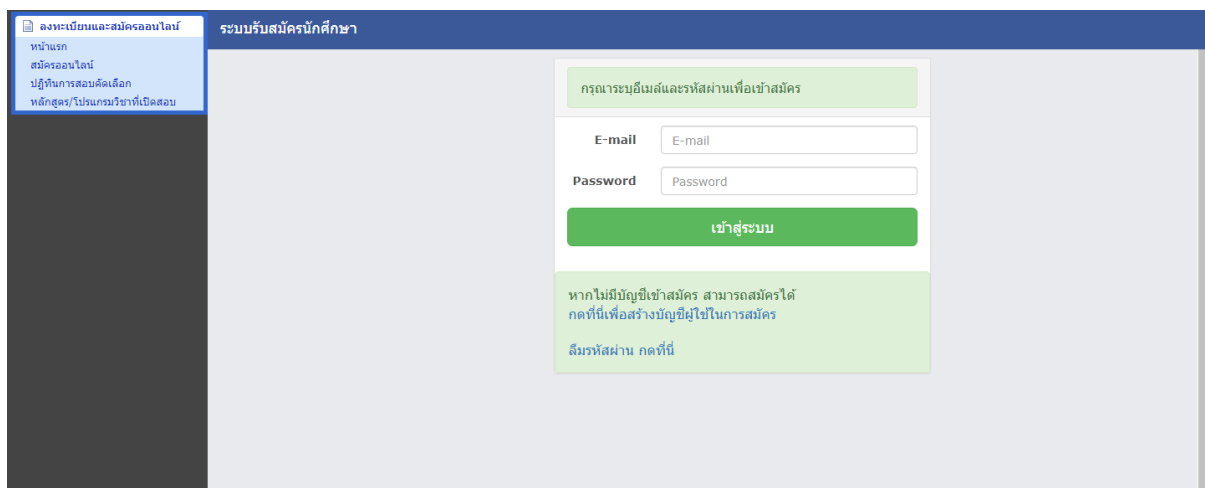 ลงทะเบียนและสมัครออนไลน์
หน้าแรก
สมัครออนไลน์
ปฏิทินการสอบคัดเลือก
หลักสูตร/โปรแกรมวิชาที่เปิดสอบ
ระบบรับสมัครนักศึกษา
กรุณาระบุอีเมล์และรหัสผ่านเพื่อเข้าสมัคร
E-mail E-mail
Password Password
เข้าสู่ระบบ
หากไม่มีบัญชีเข้าสมัคร สามารถสมัครได้
กดที่นี่เพื่อสร้างบัญชีผู้ใช้ในการสมัคร
ลืมรหัสผ่าน กดที่นี่